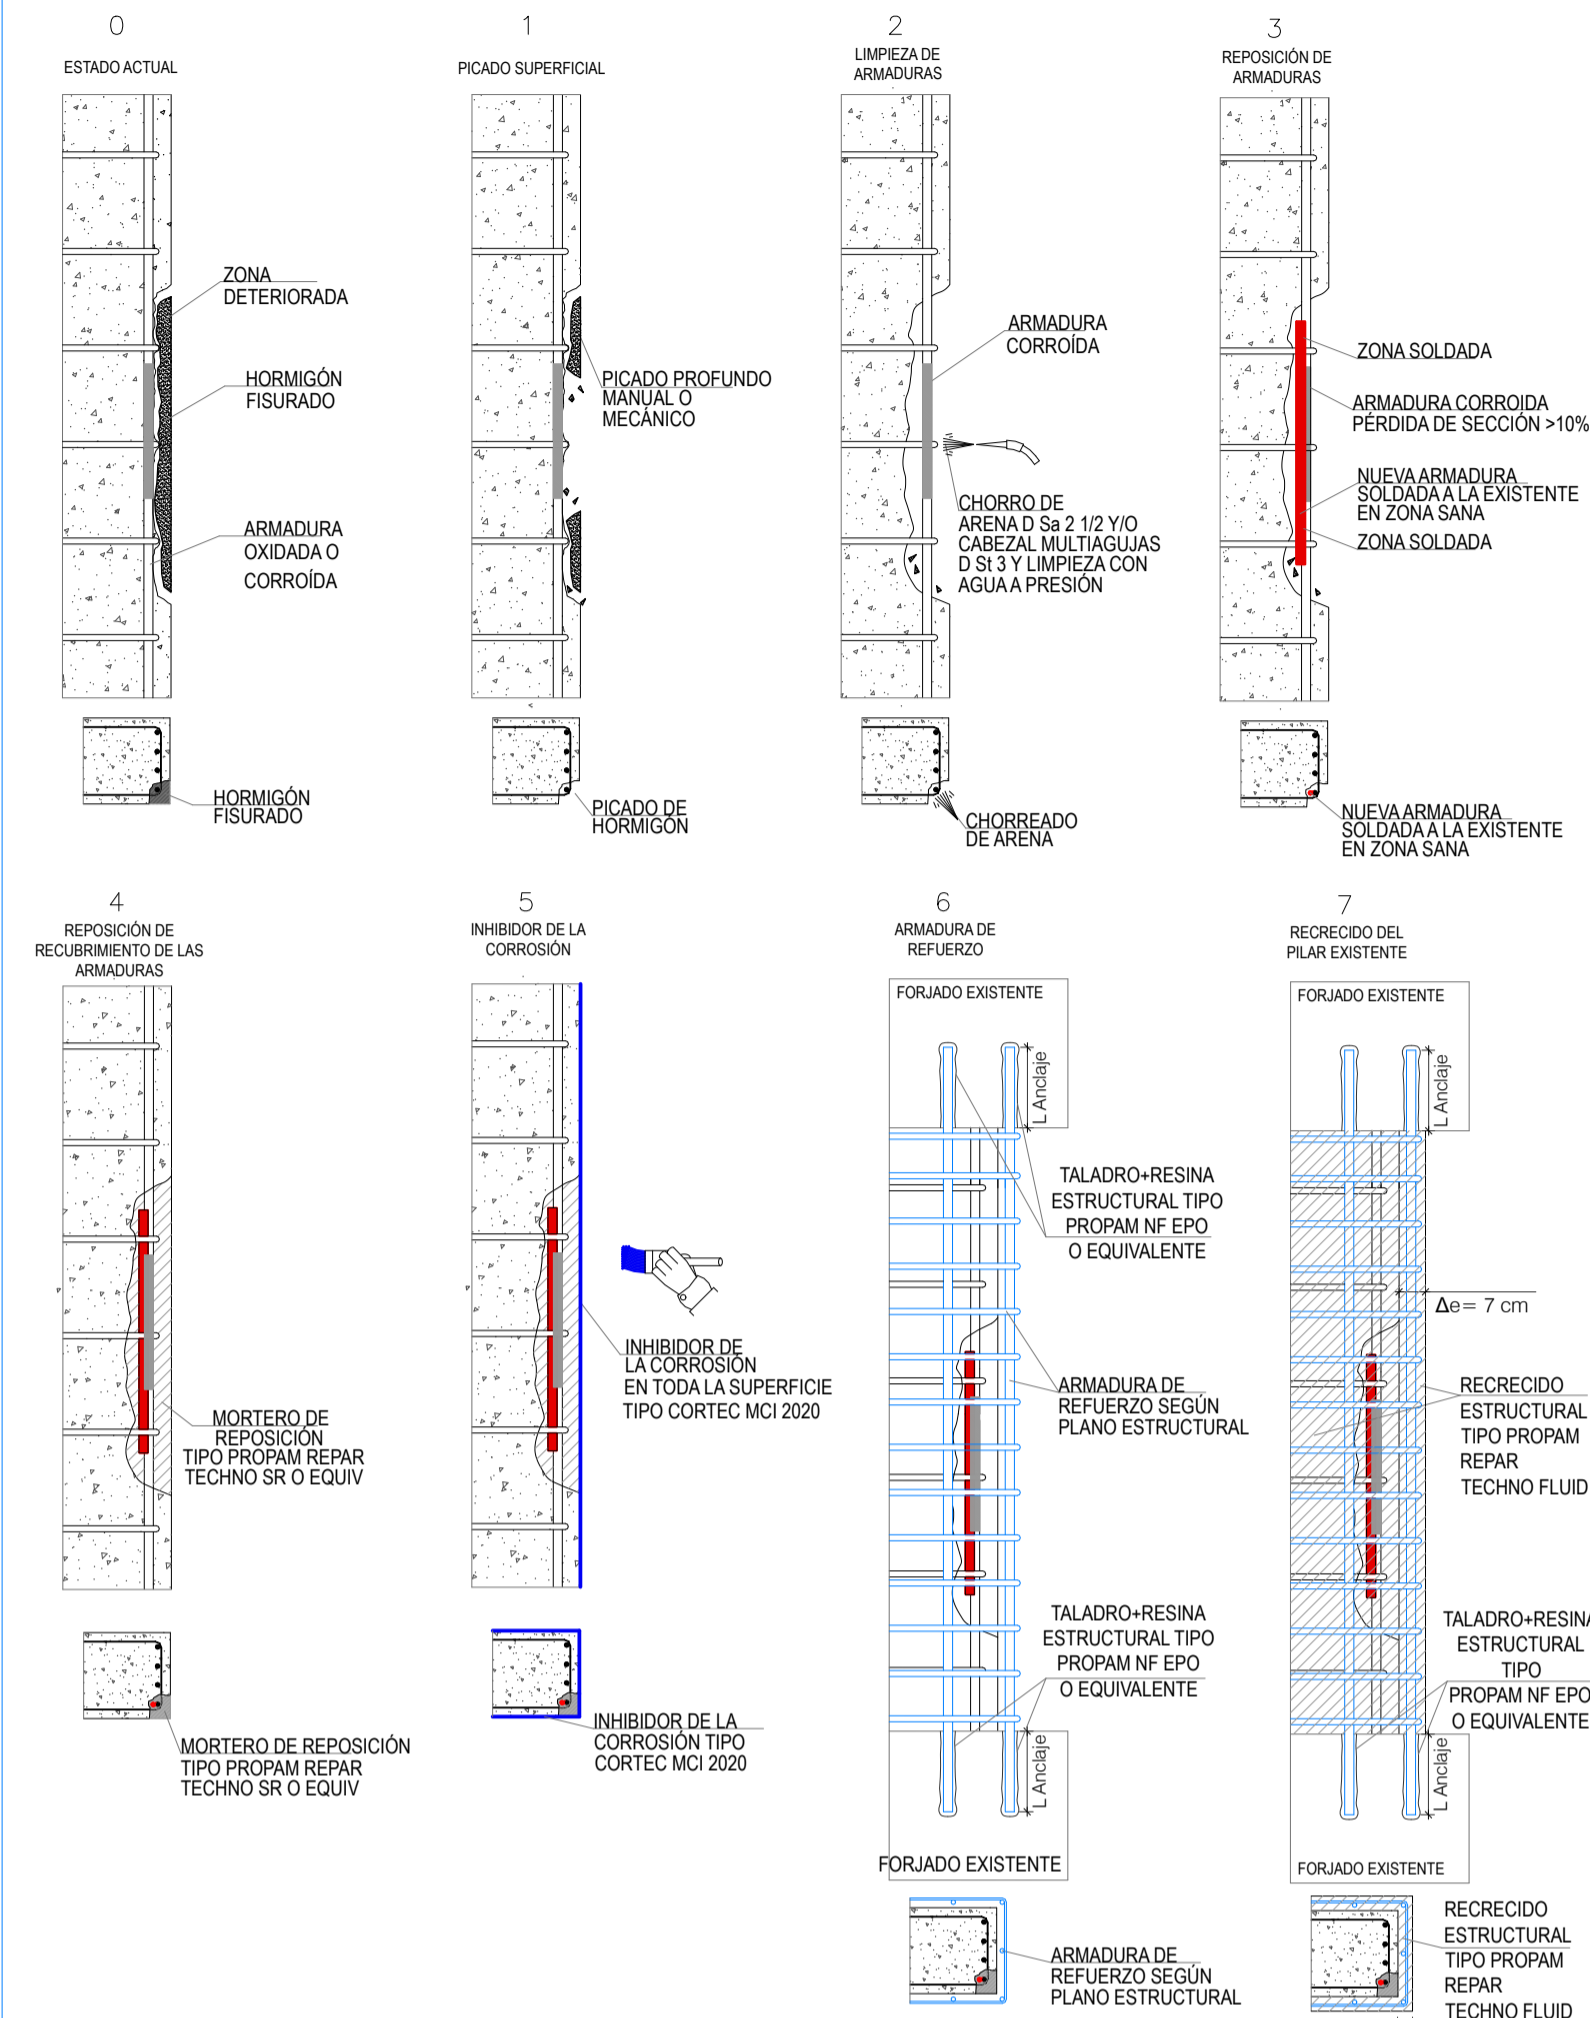 0
ESTADO ACTUAL
ZONA
DETERIORADA
HORMIGÓN
FISURADO
ARMADURA
OXIDADA O
CORROÍDA
HORMIGÓN
FISURADO
1
PICADO SUPERFICIAL
PICADO PROFUNDO
MANUAL O
MECÁNICO
PICADO DE
HORMIGÓN
2
LIMPIEZA DE
ARMADURAS
ARMADURA
CORROÍDA
CHORRO DE
ARENA D Sa 2 1/2 Y/O
CABEZAL MULTIAGUJAS
D St 3 Y LIMPIEZA CON
AGUA A PRESIÓN
CHORREADO
DE ARENA
3
REPOSICIÓN DE
ARMADURAS
ZONA SOLDADA
ARMADURA CORROIDA
PÉRDIDA DE SECCIÓN >10%
NUEVA ARMADURA
SOLDADA A LA EXISTENTE
EN ZONA SANA
ZONA SOLDADA
NUEVA ARMADURA
SOLDADA A LA EXISTENTE
EN ZONA SANA
4
REPOSICIÓN DE
RECUBRIMIENTO DE LAS
ARMADURAS
MORTERO DE
REPOSICIÓN
TIPO PROPAM REPAR
TECHNO SR O EQUIV
MORTERO DE REPOSICIÓN
TIPO PROPAM REPAR
TECHNO SR O EQUIV
5
INHIBIDOR DE LA
CORROSIÓN
INHIBIDOR DE
LA CORROSIÓN
EN TODA LA SUPERFICIE
TIPO CORTEC MCI 2020
INHIBIDOR DE LA
CORROSIÓN TIPO
CORTEC MCI 2020
6
ARMADURA DE
REFUERZO
FORJADO EXISTENTE
L Anclaje
TALADRO+RESINA
ESTRUCTURAL TIPO
PROPAM NF EPO
O EQUIVALENTE
ARMADURA DE
REFUERZO SEGÚN
PLANO ESTRUCTURAL
TALADRO+RESINA
ESTRUCTURAL TIPO
PROPAM NF EPO
O EQUIVALENTE
L Anclaje
FORJADO EXISTENTE
ARMADURA DE
REFUERZO SEGÚN
PLANO ESTRUCTURAL
7
RECRECIDO DEL
PILAR EXISTENTE
FORJADO EXISTENTE
L Anclaje
Δe= 7 cm
RECRECIDO
ESTRUCTURAL
TIPO PROPAM
REPAR
TECHNO FLUID
TALADRO+RESINA
ESTRUCTURAL
TIPO
PROPAM NF EPO
O EQUIVALENTE
L Anclaje
FORJADO EXISTENTE
RECRECIDO
ESTRUCTURAL
TIPO PROPAM
REPAR
TECHNO FLUID